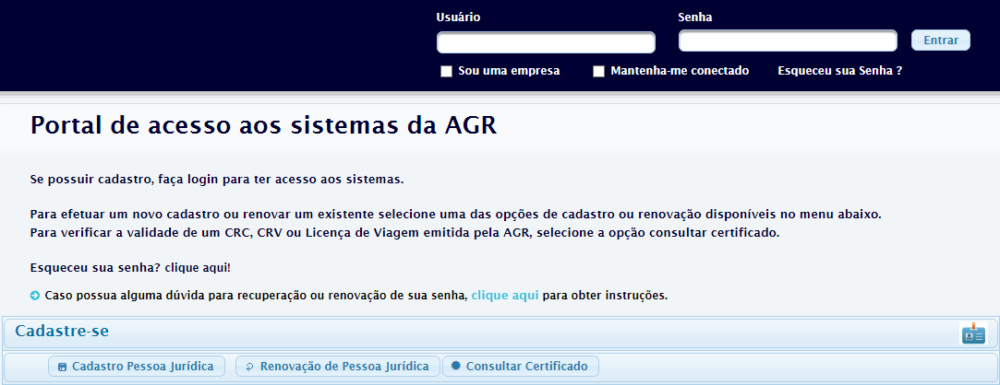 Usuário Senha
Entrar
Sou uma empresa Mantenha-me conectado Esqueceu sua Senha ?
Portal de acesso aos sistemas da AGR
Se possuir cadastro, faça login para ter acesso aos sistemas.
Para efetuar um novo cadastro ou renovar um existente selecione uma das opções de cadastro ou renovação disponíveis no menu abaixo.
Para verificar a validade de um CRC, CRV ou Licença de Viagem emitida pela AGR, selecione a opção consultar certificado.
Esqueceu sua senha? clique aqui!
Caso possua alguma dúvida para recuperação ou renovação de sua senha, clique aqui para obter instruções.
Cadastre-se
Cadastro Pessoa Jurídica Renovação de Pessoa Jurídica Consultar Certificado